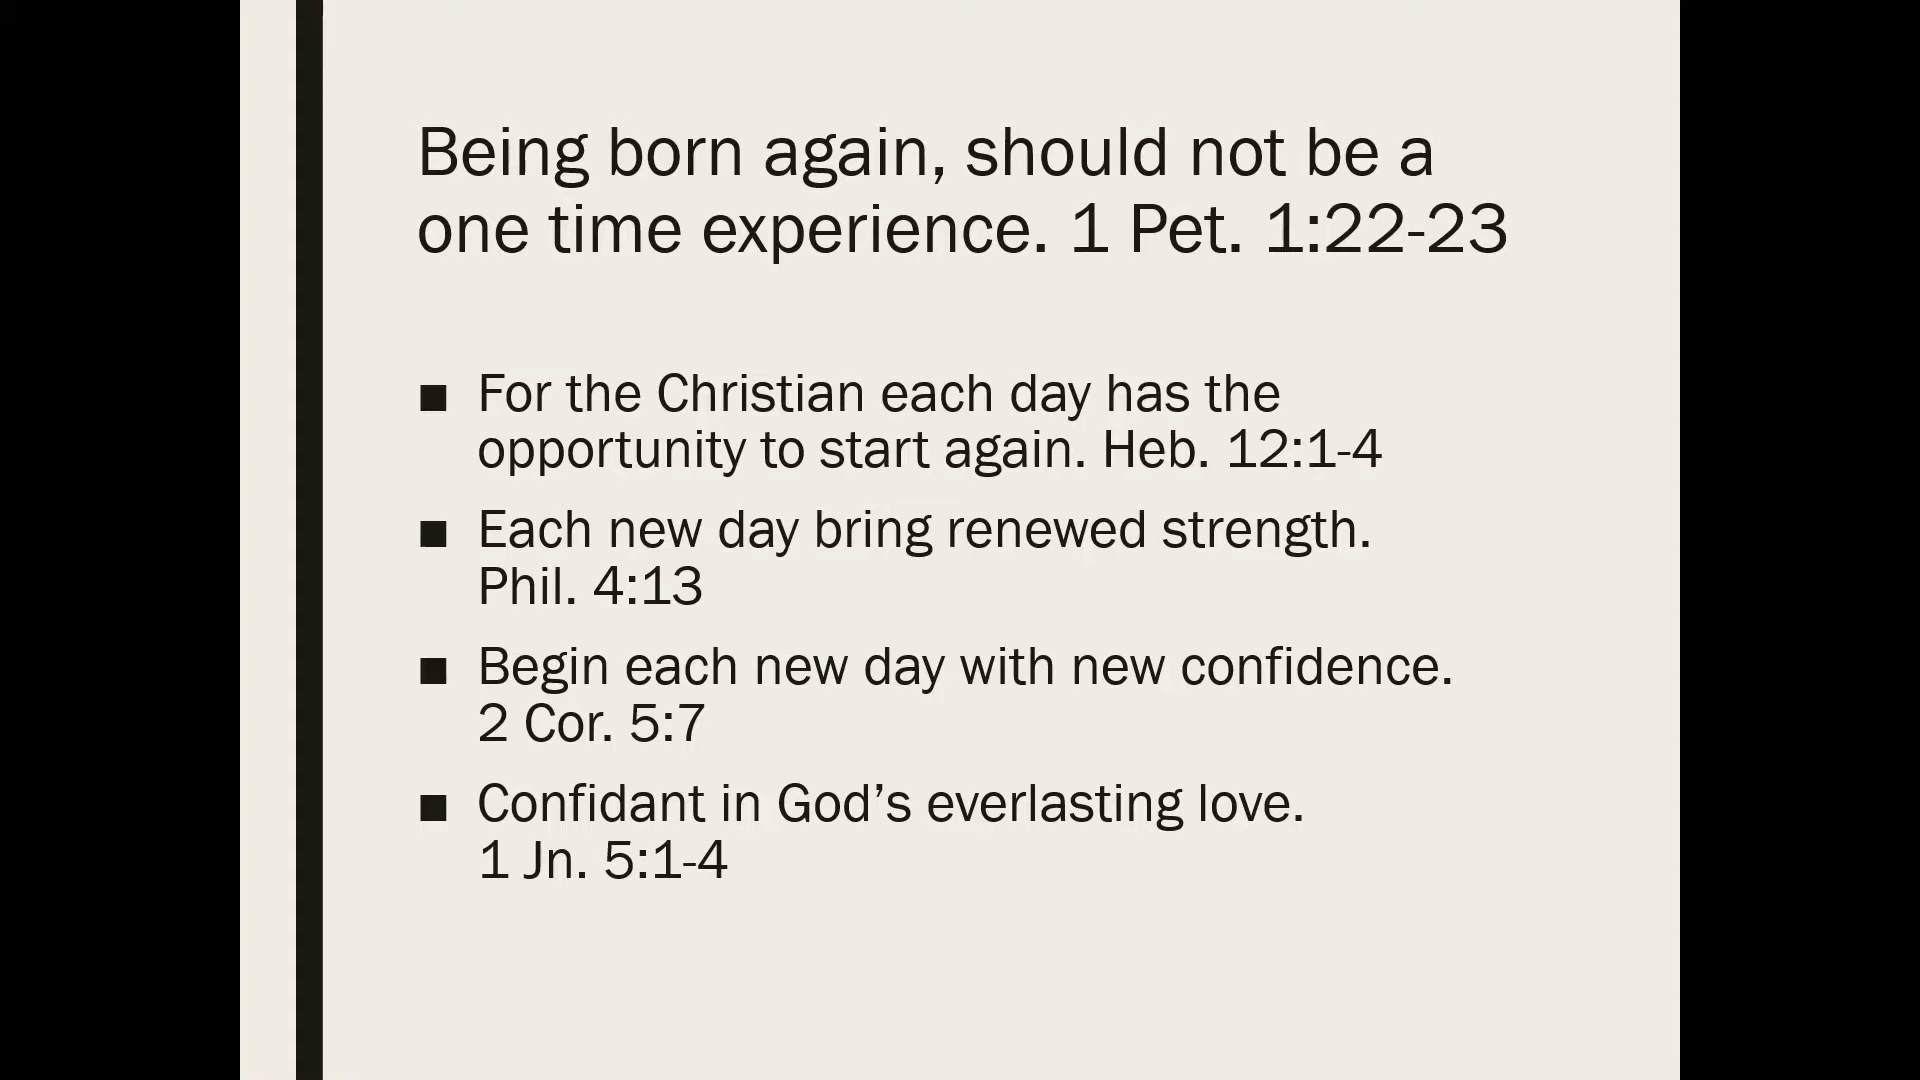 Being born again, should not be a
one time experience. 1 Pet. 1:22-23
■ For the Christian each day has the
opportunity to start again. Heb. 12:1-4
■ Each new day bring renewed strength.
Phil. 4:13
■ Begin each new day with new confidence.
2 Cor. 5:7
■ Confidant in God’s everlasting love.
1 Jn. 5:1-4